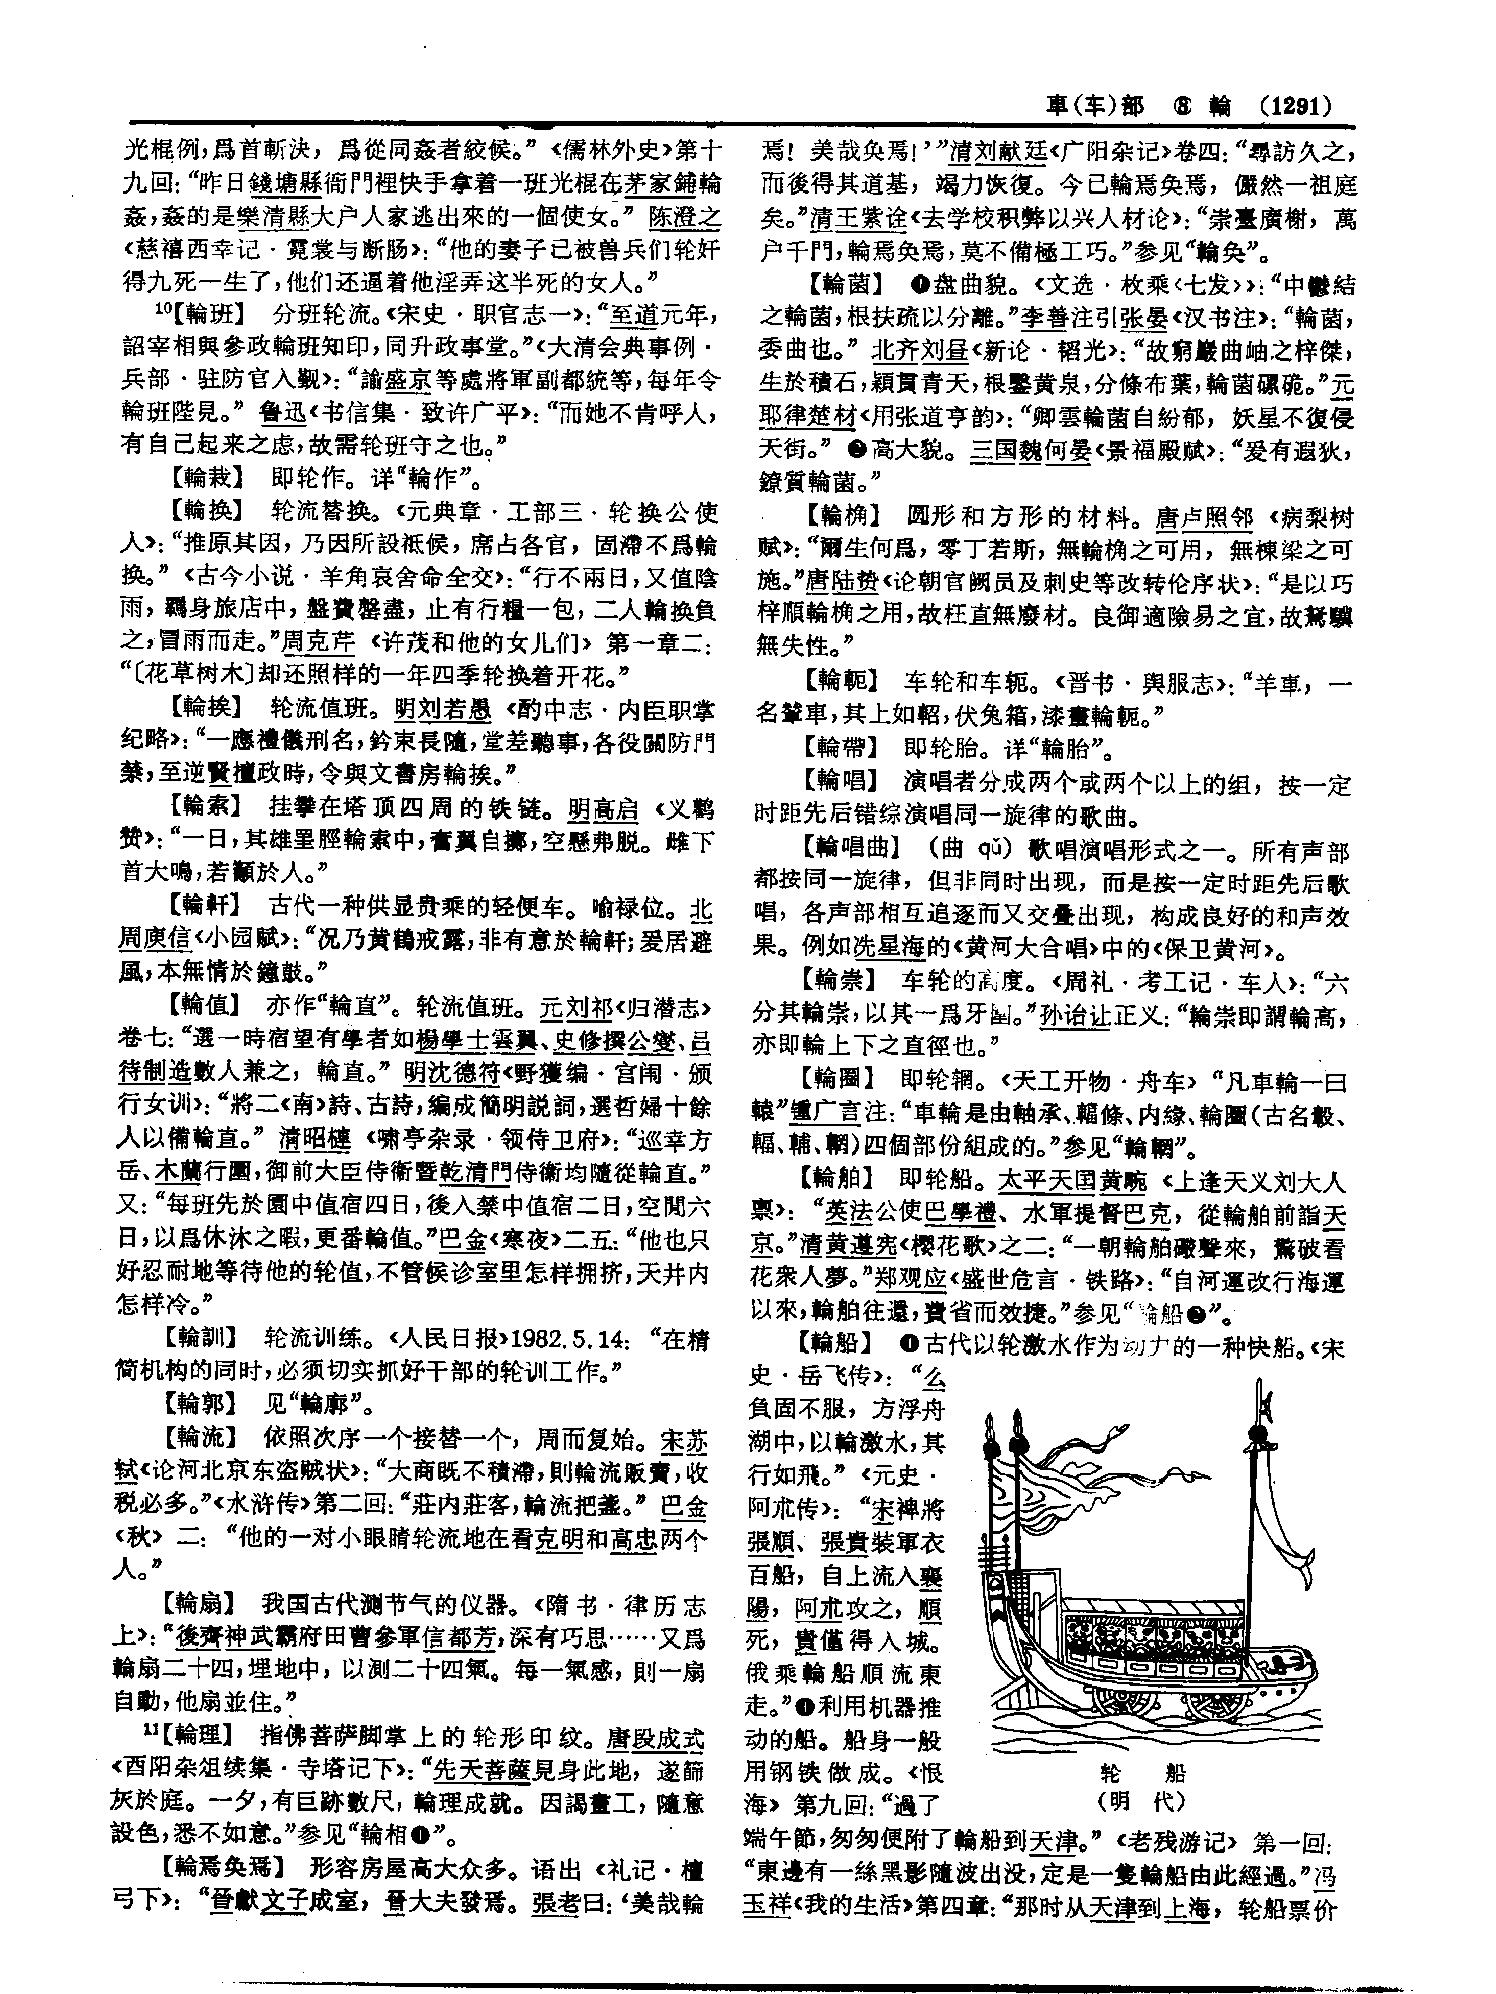 車(车)部 ⑧ 輪 (1291)
光棍例,爲首斬決，爲從同姦者絞候。”《儒林外史》第十
九回:“昨日錢塘縣衙門裡快手拿着一班光棍在茅家鋪輪
姦,姦的是樂清縣大户人家逃出來的一個使女。” 陈澄之
《慈禧西幸记·霓裳与断肠》:“他的妻子已被兽兵们轮奸
得九死一生了,他们还逼着他淫弄这半死的女人。”
10【輪班】 分班轮流。《宋史·职官志一》:“至道元年，
詔宰相與參政輪班知印,同升政事堂。”《大清会典事例·
兵部·驻防官入觐》:“諭盛京等處將軍副都統等,每年令
輪班陛見。” 鲁迅《书信集·致许广平》:“而她不肯呼人，
有自己起来之虑,故需轮班守之也。”
【輪栽】 即轮作。详“輪作”。
【輪换】 轮流替换。《元典章·工部三·轮换公使
人》:“推原其因，乃因所設祗候，席占各官，固滯不爲輪
换。”《古今小说·羊角哀舍命全交》:“行不兩日,又值陰
雨，羈身旅店中，盤費罄盡，止有行糧一包，二人輪换負
之,冒雨而走。”周克芹《许茂和他的女儿们》第一章二:
“〔花草树木〕却还照样的一年四季轮换着开花。”
【輪挨】 轮流值班。明刘若愚《酌中志·内臣职掌
纪略》:“一應禮儀刑名,鈐束長隨,堂差聽事,各役關防門
禁,至逆賢擅政時,令與文書房輪挨。”
【輪索】 挂攀在塔顶四周的铁链。明高启《义鹳
赞》:“一日,其雄罣脛輪索中,奮翼自擲,空懸弗脱。雌下
首大鳴,若籲於人。”
【輪軒】 古代一种供显贵乘的轻便车。喻禄位。北
周庾信《小园赋》:“况乃黄鶴戒露,非有意於輪軒;爰居避
風,本無情於鐘鼓。”
【輪值】 亦作“輪直”。轮流值班。元刘祁《归潜志》
卷七:“選一時宿望有學者如楊學士雲翼、史修撰公燮、吕
待制造數人兼之，輪直。” 明沈德符《野獲编·宫闱·颁
行女训》:“將二《南》詩、古詩,編成簡明説詞,選哲婦十餘
人以備輪直。” 清昭槤《啸亭杂录·领侍卫府》:“巡幸方
岳、木蘭行圍,御前大臣侍衛暨乾清門侍衛均隨從輪直。”
又:“每班先於園中值宿四日,後入禁中值宿二日,空閒六
日,以爲休沐之暇,更番輪值。”巴金《寒夜》二五:“他也只
好忍耐地等待他的轮值,不管候诊室里怎样拥挤,天井内
怎样冷。”
【輪訓】 轮流训练。《人民日报》1982.5.14: “在精
简机构的同时,必须切实抓好干部的轮训工作。”
【輪郭】 见“輪廓”。
【輪流】 依照次序一个接替一个，周而复始。宋苏
轼《论河北京东盗贼状》:“大商既不積滯,則輪流販賣,收
税必多。”《水浒传》第二回:“莊内莊客,輪流把盞。” 巴金
《秋》二: “他的一对小眼睛轮流地在看克明和高忠两个
人。”
【輪扇】 我国古代测节气的仪器。《隋书·律历志
上》:“後齊神武霸府田曹參軍信都芳,深有巧思……又爲
輪扇二十四,埋地中，以測二十四氣。每一氣感，則一扇
自動,他扇並住。”
11【輪理】 指佛菩萨脚掌上的轮形印纹。唐段成式
《酉阳杂俎续集·寺塔记下》:“先天菩薩見身此地，遂篩
灰於庭。一夕,有巨跡數尺，輪理成就。因謁畫工，隨意
設色,悉不如意。”参见“輪相❶”。
【輪焉奂焉】 形容房屋高大众多。语出《礼记·檀
弓下》: “晉獻文子成室，晉大夫發焉。張老曰:‘美哉輪
焉！美哉奂焉！’”清刘献廷《广阳杂记》卷四:“尋訪久之，
而後得其道基，竭力恢復。今已輪焉奂焉，儼然一祖庭
矣。”清王紫诠《去学校积弊以兴人材论》:“崇臺廣榭，萬
户千門,輪焉奂焉,莫不備極工巧。”参见“輪奂”。
【輪菌】 ❶盘曲貌。《文选·枚乘〈七发〉》:“中鬱結
之輪菌,根扶疏以分離。”李善注引张晏《汉书注》:“輪菌，
委曲也。” 北齐刘昼《新论·韬光》:“故窮巖曲岫之梓傑，
生於積石,穎貫青天,根鑿黄泉,分條布葉,輪菌磥硊。”元
耶律楚材《用张道亨韵》:“卿雲輪菌自紛郁，妖星不復侵
天街。” ❷高大貌。三国魏何晏《景福殿赋》:“爰有遐狄，
鐐質輪菌。”
【輪桷】 圆形和方形的材料。唐卢照邻《病梨树
赋》:“爾生何爲，零丁若斯，無輪桷之可用，無棟梁之可
施。”唐陆贽《论朝官阙员及刺史等改转伦序状》:“是以巧
梓順輪桷之用,故枉直無廢材。良御適險易之宜,故駑驥
無失性。”
【輪軛】 车轮和车轭。《晋书·舆服志》:“羊車，一
名輦車,其上如軺,伏兔箱,漆畫輪軛。”
【輪帶】 即轮胎。详“輪胎”。
【輪唱】 演唱者分成两个或两个以上的组，按一定
时距先后错综演唱同一旋律的歌曲。
【輪唱曲】 (曲 qǔ) 歌唱演唱形式之一。所有声部
都按同一旋律，但非同时出现，而是按一定时距先后歌
唱，各声部相互追逐而又交叠出现，构成良好的和声效
果。例如冼星海的《黄河大合唱》中的《保卫黄河》。
【輪崇】 车轮的高度。《周礼·考工记·车人》:“六
分其輪崇,以其一爲牙圍。”孙诒让正义:“輪崇即謂輪高，
亦即輪上下之直徑也。”
【輪圈】 即轮辋。《天工开物·舟车》“凡車輪一曰
轅”锺广言注:“車輪是由軸承、輻條、内緣、輪圈(古名轂、
輻、輔、輞)四個部份組成的。”参见“輪輞”。
【輪舶】 即轮船。太平天国黄畹《上逢天义刘大人
禀》: “英法公使巴學禮、水軍提督巴克，從輪舶前詣天
京。”清黄遵宪《樱花歌》之二:“一朝輪舶礮聲來，驚破看
花衆人夢。”郑观应《盛世危言·铁路》:“自河運改行海運
以來,輪舶往還,費省而效捷。”参见“輪船❷”。
【輪船】 ❶古代以轮激水作为动力的一种快船。《宋
史·岳飞传》: “么
負固不服，方浮舟
湖中,以輪激水,其
行如飛。”《元史·
阿朮传》: “宋裨將
張順、張貴裝軍衣
百船，自上流入襄
陽，阿朮攻之，順
死，貴僅得入城。
俄乘輪船順流東
走。”❶利用机器推
动的船。船身一般
用钢铁做成。《恨
海》第九回:“過了
端午節,匆匆便附了輪船到天津。”《老残游记》第一回:
“東邊有一絲黑影隨波出没,定是一隻輪船由此經過。”冯
玉祥《我的生活》第四章:“那时从天津到上海，轮船票价
轮 船
(明 代)